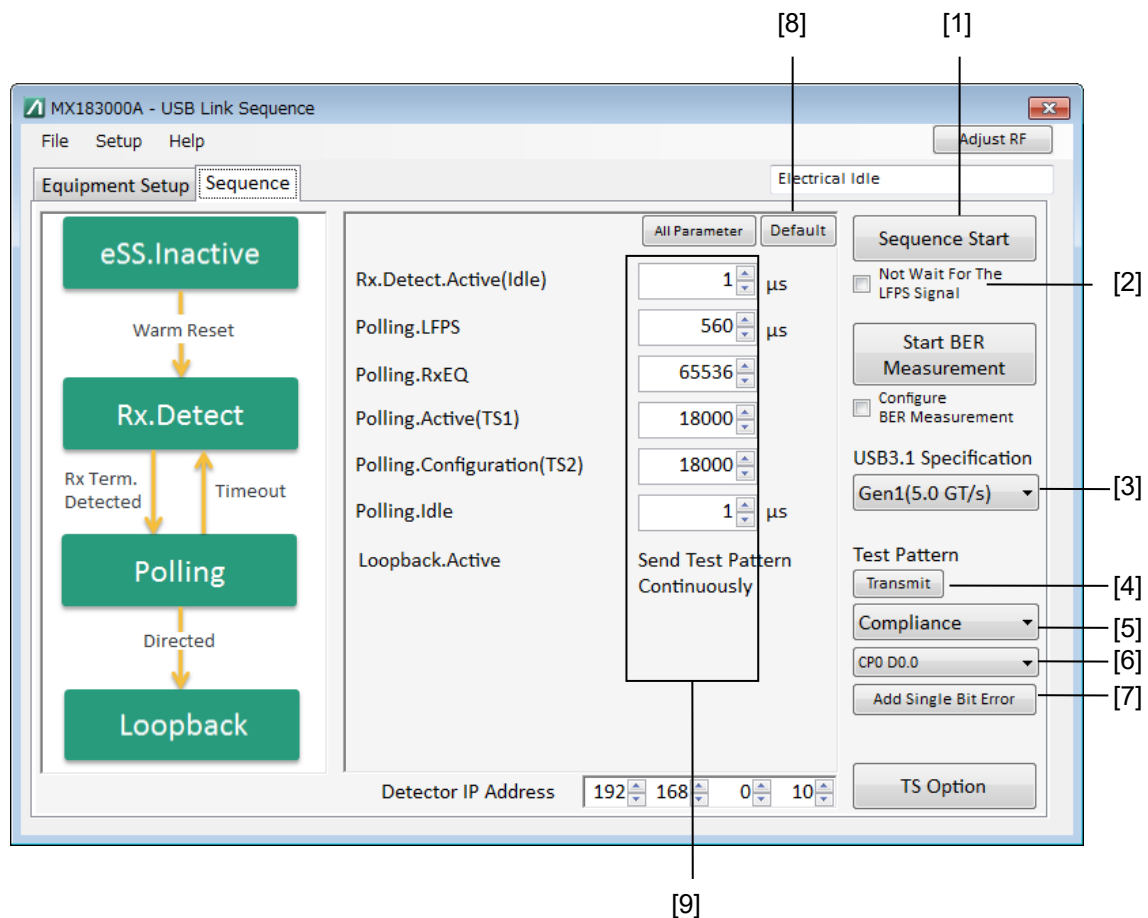 [8]
[1]
MX183000A - USB Link Sequence
File Setup Help
Adjust RF
Equipment Setup
Sequence
Electrical Idle
eSS.Inactive
Warm Reset
Rx.Detect
Rx Term.
Detected
Timeout
Polling
Directed
Loopback
All Parameter
Default
Rx.Detect.Active(Idle) 1 µs
Polling.LFPS 560 µs
Polling.RxEQ 65536
Polling.Active(TS1) 18000
Polling.Configuration(TS2) 18000
Polling.Idle 1 µs
Loopback.Active
Send Test Pattern
Continuously
Detector IP Address 192 168 0 10
Sequence Start
Not Wait For The
LFPS Signal
[2]
Start BER
Measurement
Configure
BER Measurement
USB3.1 Specification
Gen1(5.0 GT/s)
[3]
Test Pattern
Transmit
[4]
Compliance
[5]
CP0 D0.0
[6]
Add Single Bit Error
[7]
TS Option
[9]